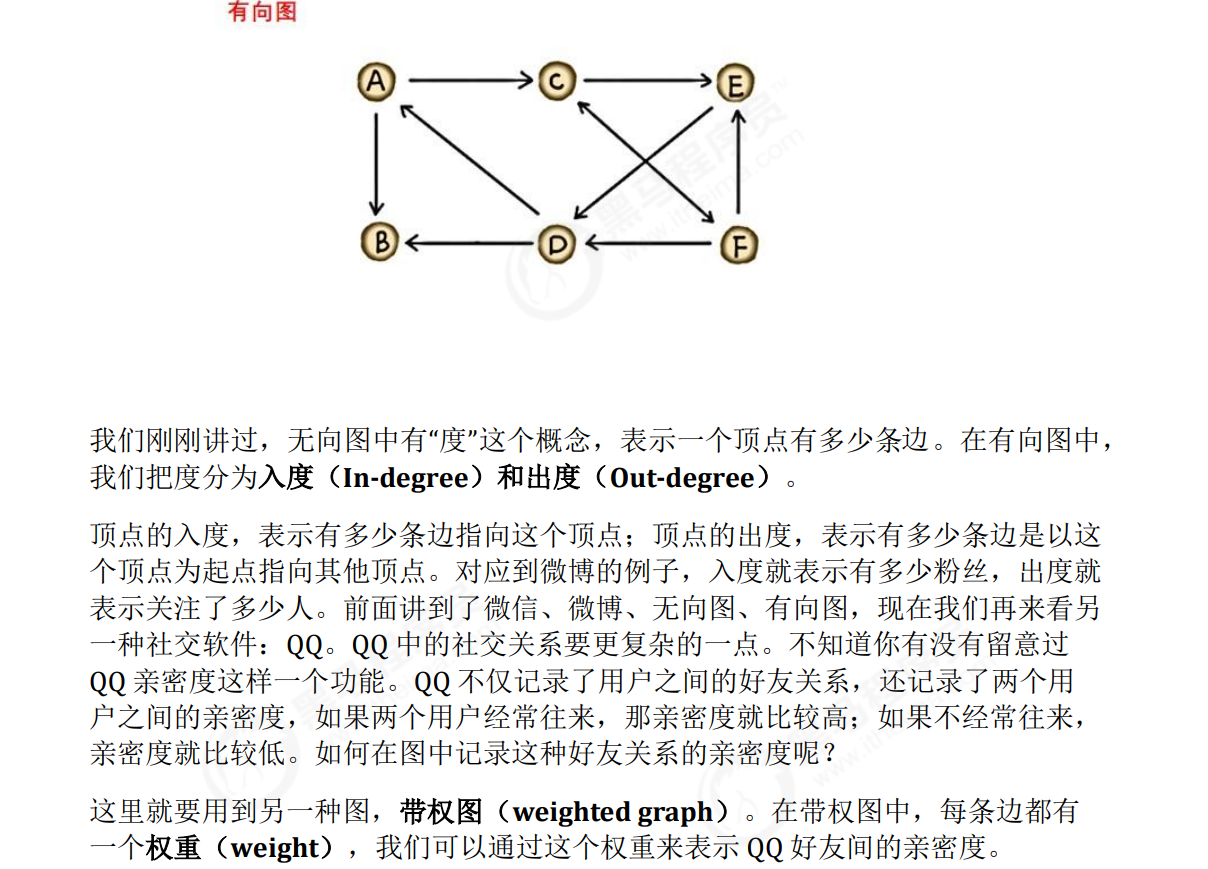 有向图
A C E
B D F
我们刚刚讲过，无向图中有“度”这个概念，表示一个顶点有多少条边。在有向图中，
我们把度分为入度（In-degree）和出度（Out-degree）。
顶点的入度，表示有多少条边指向这个顶点；顶点的出度，表示有多少条边是以这
个顶点为起点指向其他顶点。对应到微博的例子，入度就表示有多少粉丝，出度就
表示关注了多少人。前面讲到了微信、微博、无向图、有向图，现在我们再来看另
一种社交软件：QQ。QQ 中的社交关系要更复杂的一点。不知道你有没有留意过
QQ 亲密度这样一个功能。QQ 不仅记录了用户之间的好友关系，还记录了两个用
户之间的亲密度，如果两个用户经常往来，那亲密度就比较高；如果不经常往来，
亲密度就比较低。如何在图中记录这种好友关系的亲密度呢？
这里就要用到另一种图，带权图（weighted graph）。在带权图中，每条边都有
一个权重（weight），我们可以通过这个权重来表示 QQ 好友间的亲密度。
黑马程序员